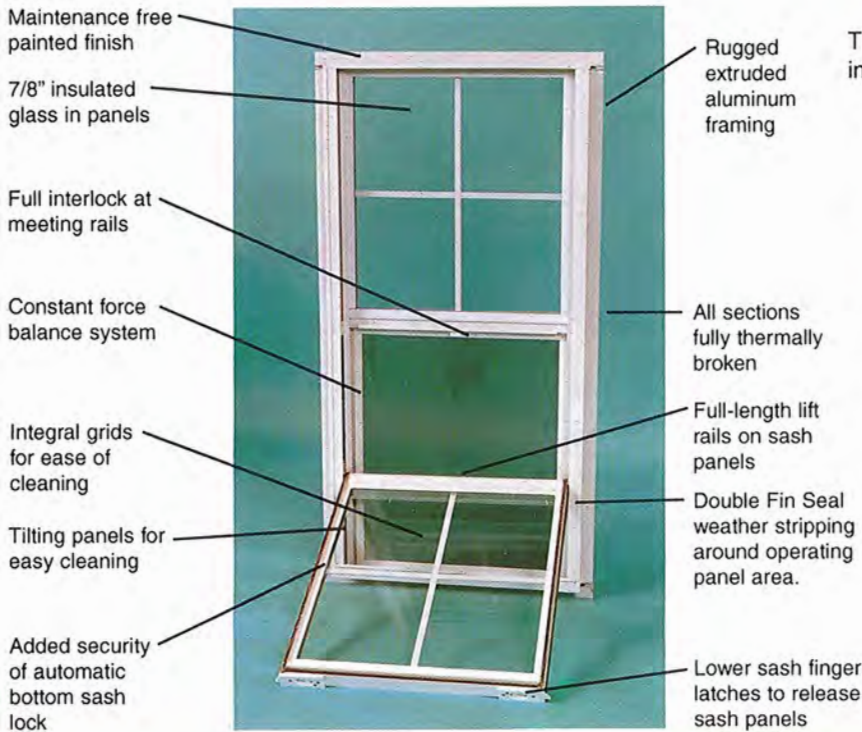 Maintenance free
painted finish
7/8" insulated
glass in panels
Full interlock at
meeting rails
Constant force
balance system
Integral grids
for ease of
cleaning
Tilting panels for
easy cleaning
Added security
of automatic
bottom sash
lock
Rugged
extruded
aluminum
framing
All sections
fully thermally
broken
Full-length lift
rails on sash
panels
Double Fin Seal
weather stripping
around operating
panel area.
Lower sash finger
latches to release
sash panels